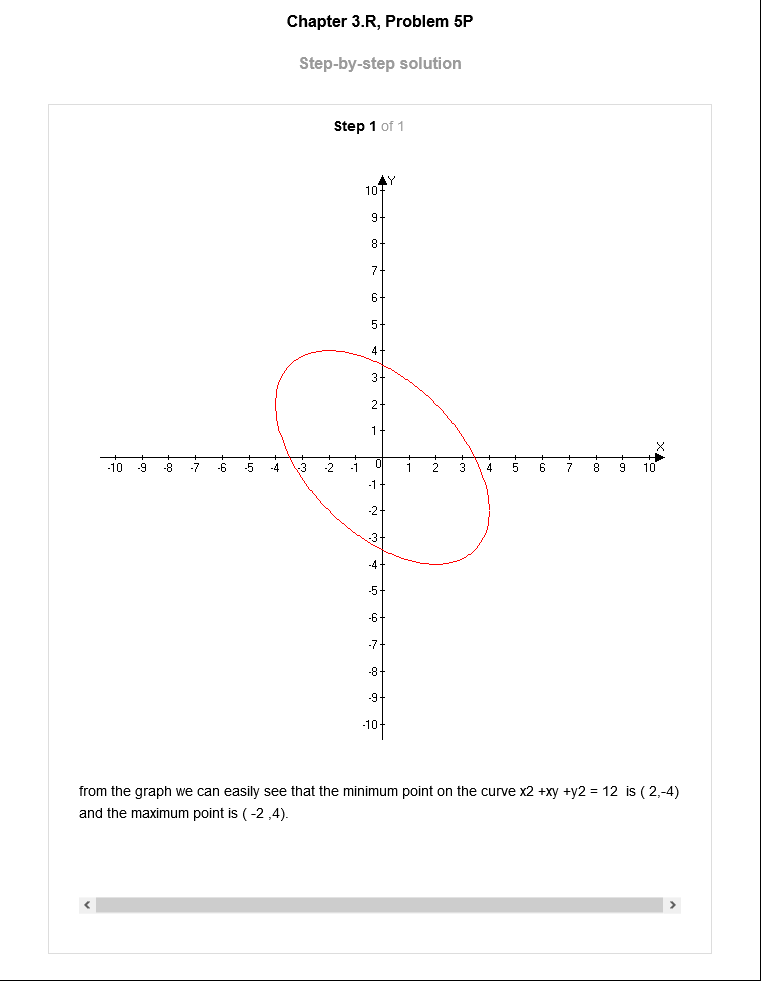 Chapter 3.R, Problem 5P
Step-by-step solution
Step 1 of 1
Y
10
9
8
7
6
5
4
3
2
1
X
-10 -9 -8 -7 -6 -5 -4 -3 -2 -1 0 1 2 3 4 5 6 7 8 9 10
-1
-2
-3
-4
-5
-6
-7
-8
-9
-10
from the graph we can easily see that the minimum point on the curve x2 +xy +y2 = 12  is ( 2,-4)
and the maximum point is ( -2 ,4).